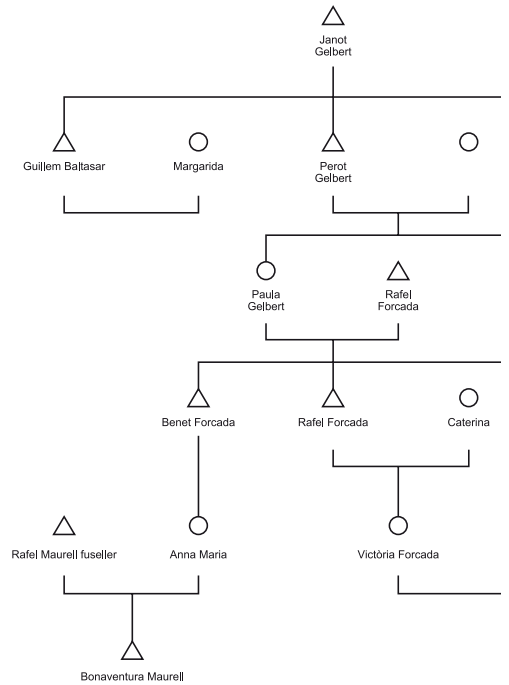 Janot
Gelbert
Guillem Baltasar
Margarida
Perot
Gelbert
Paula
Gelbert
Rafel
Forcada
Benet Forcada
Rafel Forcada
Caterina
Rafel Maurell fuseller
Anna Maria
Victòria Forcada
Bonaventura Maurell